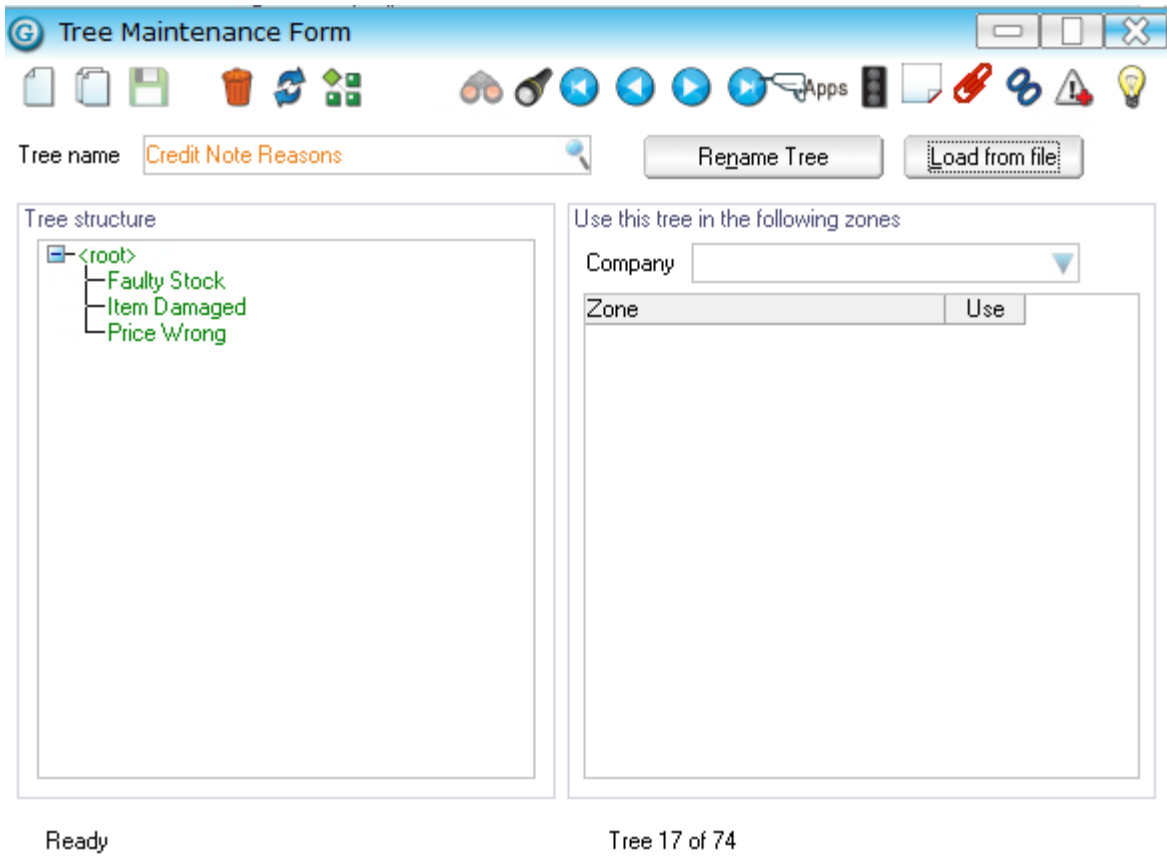 G Tree Maintenance Form
Apps
Tree name Credit Note Reasons Rename Tree Load from file
Tree structure
<root>
Faulty Stock
Item Damaged
Price Wrong
Use this tree in the following zones
Company
Zone Use
Ready Tree 17 of 74